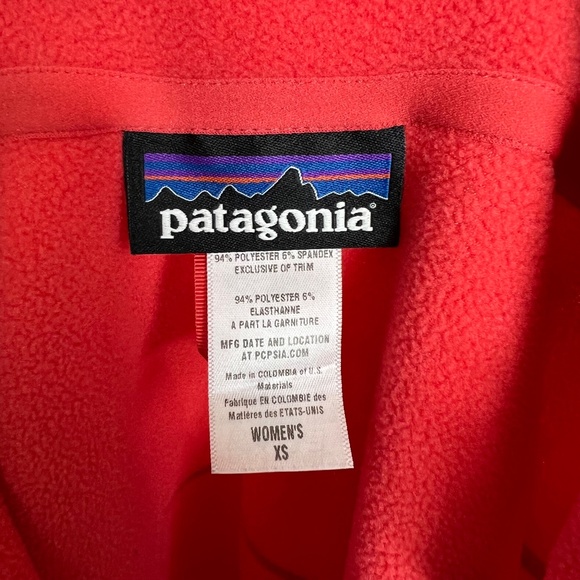 patagonia®
94% POLYESTER 6% SPANDEX
EXCLUSIVE OF TRIM
94% POLYESTER 6%
ELASTHANNE
A PART LA GARNITURE
MFG DATE AND LOCATION
AT PCPSIA.COM
Made in COLOMBIA of U.S.
Materials
Fabrique EN COLOMBIE des
Matières des ETATS-UNIS
WOMEN'S
XS